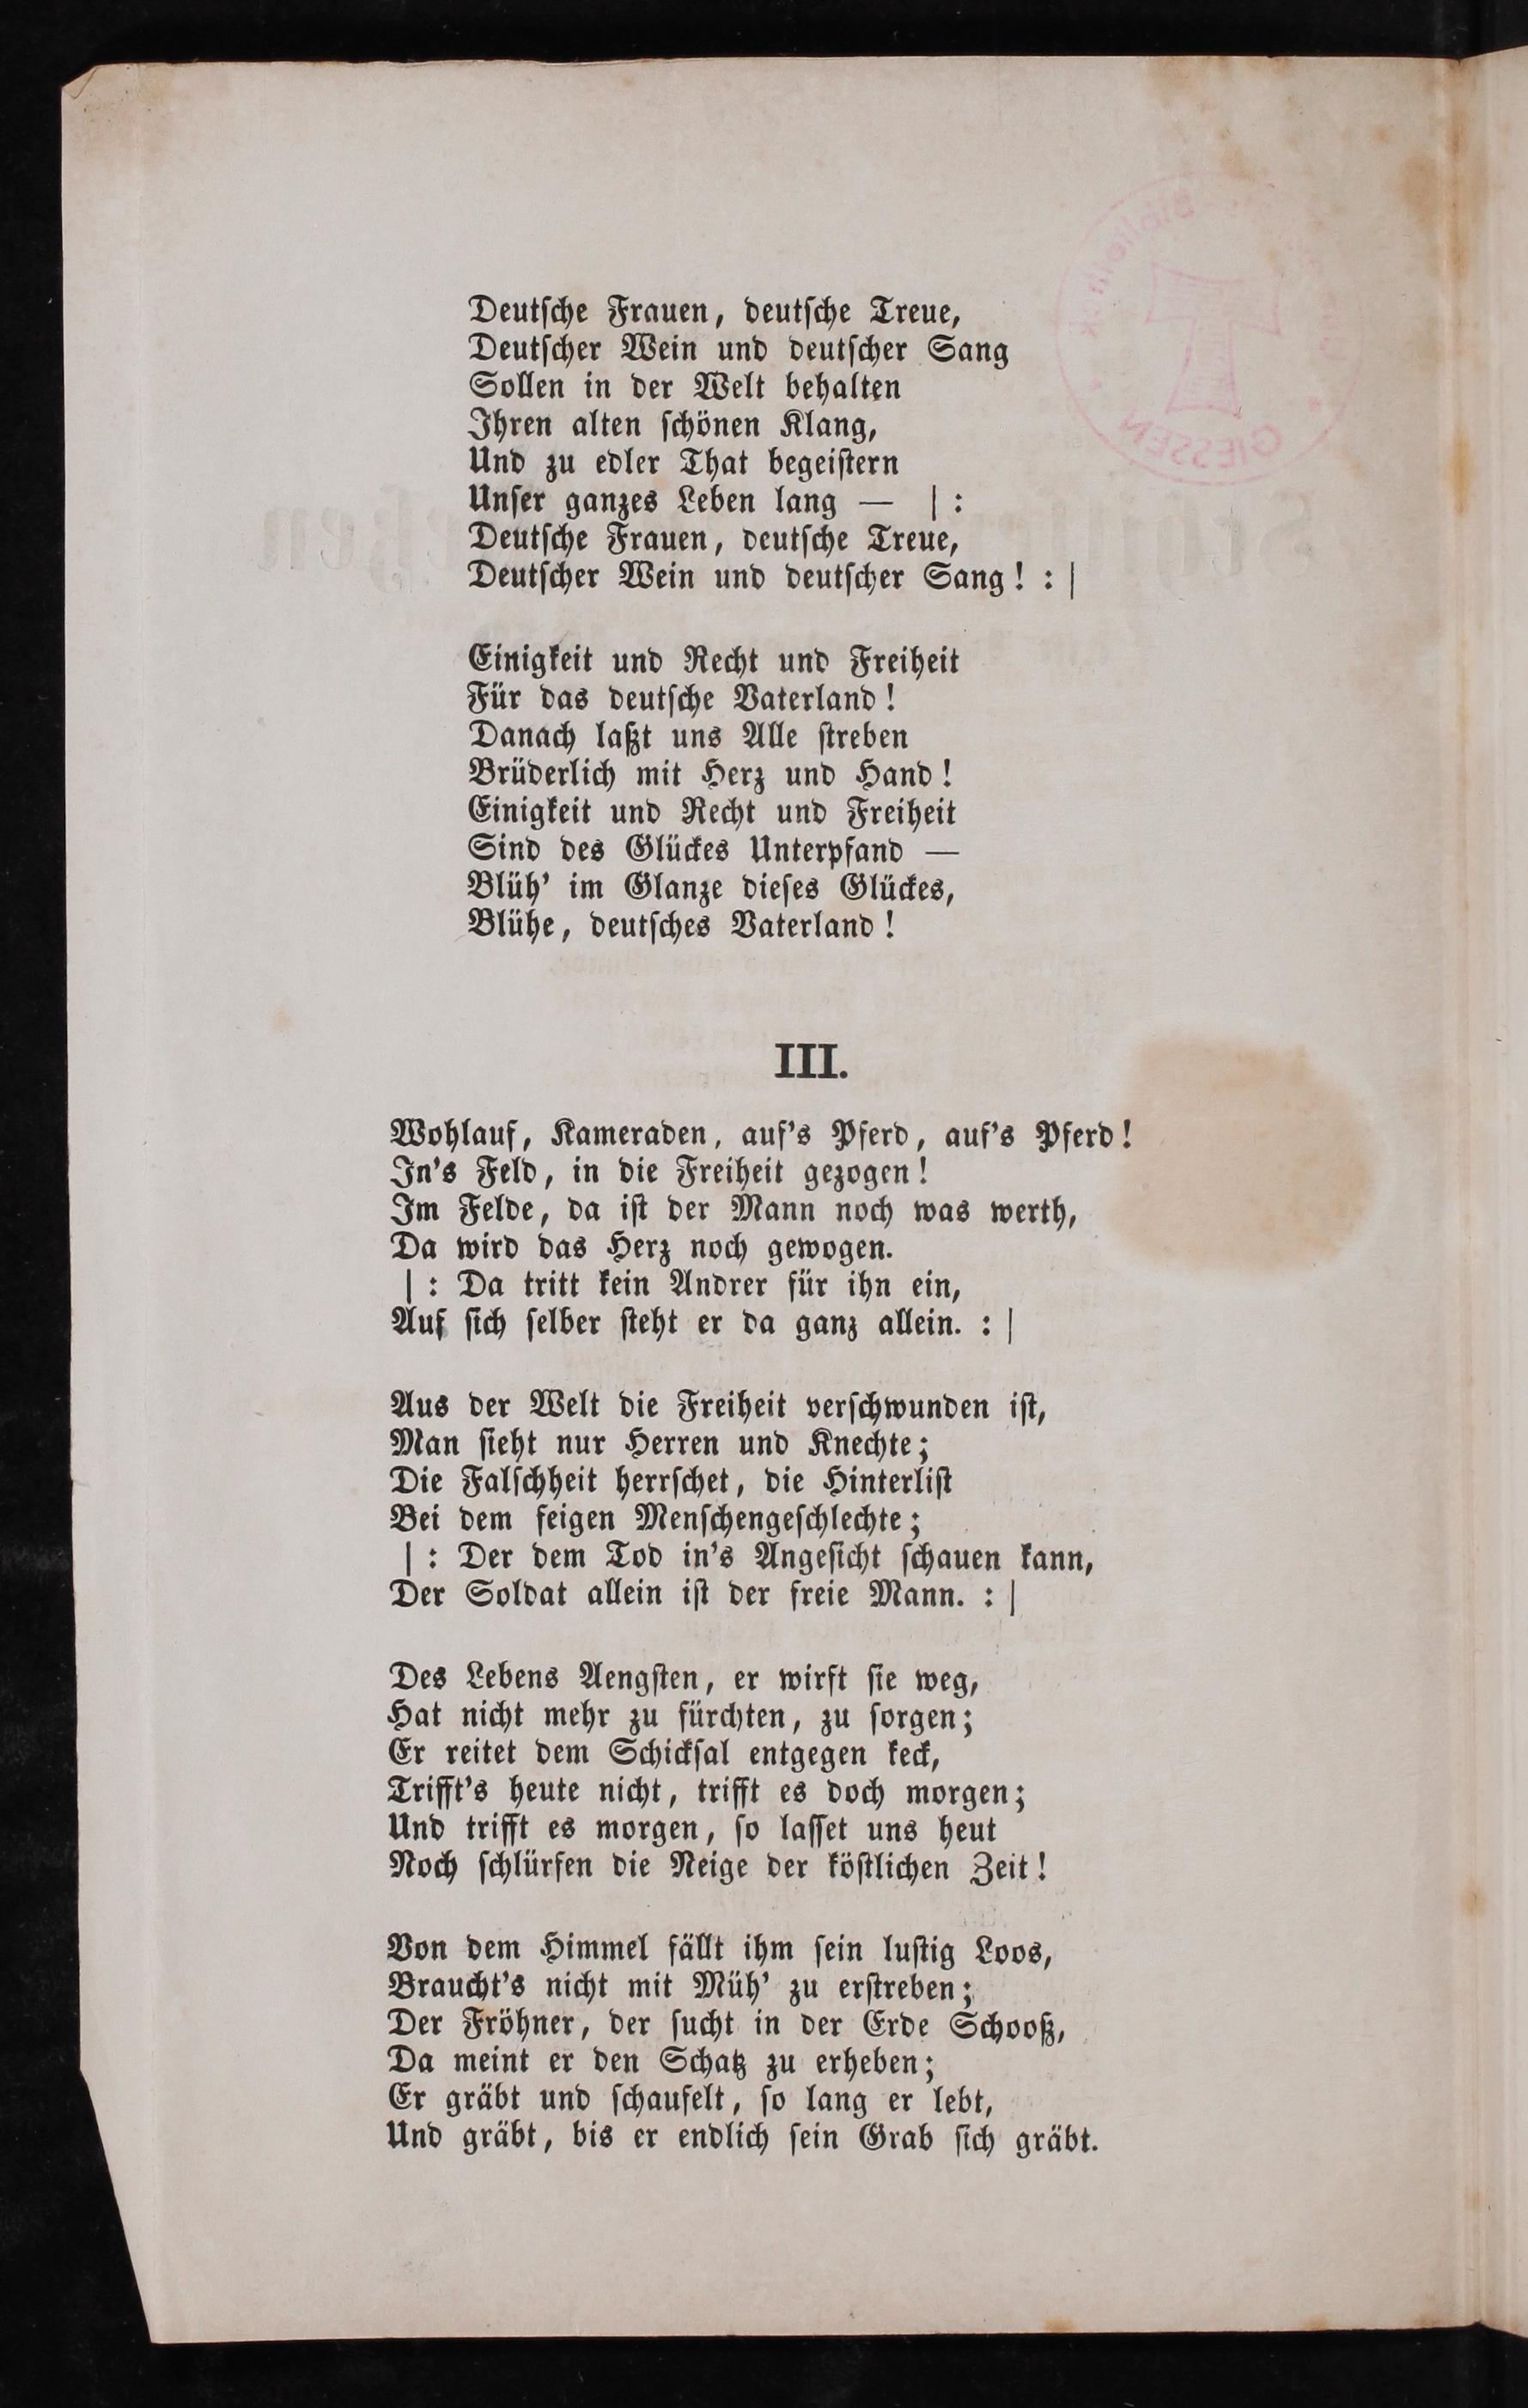 Deutſche Frauen, deutſche Treue,
Deutſcher Wein und deutſcher Sang
Sollen in der Welt behalten
Ihren alten ſchönen Klang,
Und zu edler That begeiſtern
Unſer ganzes Leben lang — |:
Deutſche Frauen, deutſche Treue,
Deutſcher Wein und deutſcher Sang! :|
Einigkeit und Recht und Freiheit
Für das deutſche Vaterland!
Danach laßt uns Alle ſtreben
Brüderlich mit Herz und Hand!
Einigkeit und Recht und Freiheit
Sind des Glückes Unterpfand —
Blüh' im Glanze dieſes Glückes,
Blühe, deutſches Vaterland!
III.
Wohlauf, Kameraden, auf's Pferd, auf's Pferd!
In's Feld, in die Freiheit gezogen!
Im Felde, da iſt der Mann noch was werth,
Da wird das Herz noch gewogen.
|: Da tritt kein Andrer für ihn ein,
Auf ſich ſelber ſteht er da ganz allein. :|
Aus der Welt die Freiheit verſchwunden iſt,
Man ſieht nur Herren und Knechte;
Die Falſchheit herrſchet, die Hinterliſt
Bei dem feigen Menſchengeſchlechte;
|: Der dem Tod in's Angeſicht ſchauen kann,
Der Soldat allein iſt der freie Mann. :|
Des Lebens Aengſten, er wirft ſie weg,
Hat nicht mehr zu fürchten, zu ſorgen;
Er reitet dem Schickſal entgegen keck,
Trifft's heute nicht, trifft es doch morgen;
Und trifft es morgen, ſo laſſet uns heut
Noch ſchlürfen die Neige der köſtlichen Zeit!
Von dem Himmel fällt ihm ſein luſtig Loos,
Braucht's nicht mit Müh' zu erſtreben;
Der Fröhner, der ſucht in der Erde Schooß,
Da meint er den Schatz zu erheben;
Er gräbt und ſchaufelt, ſo lang er lebt,
Und gräbt, bis er endlich ſein Grab ſich gräbt.
GIESSEN